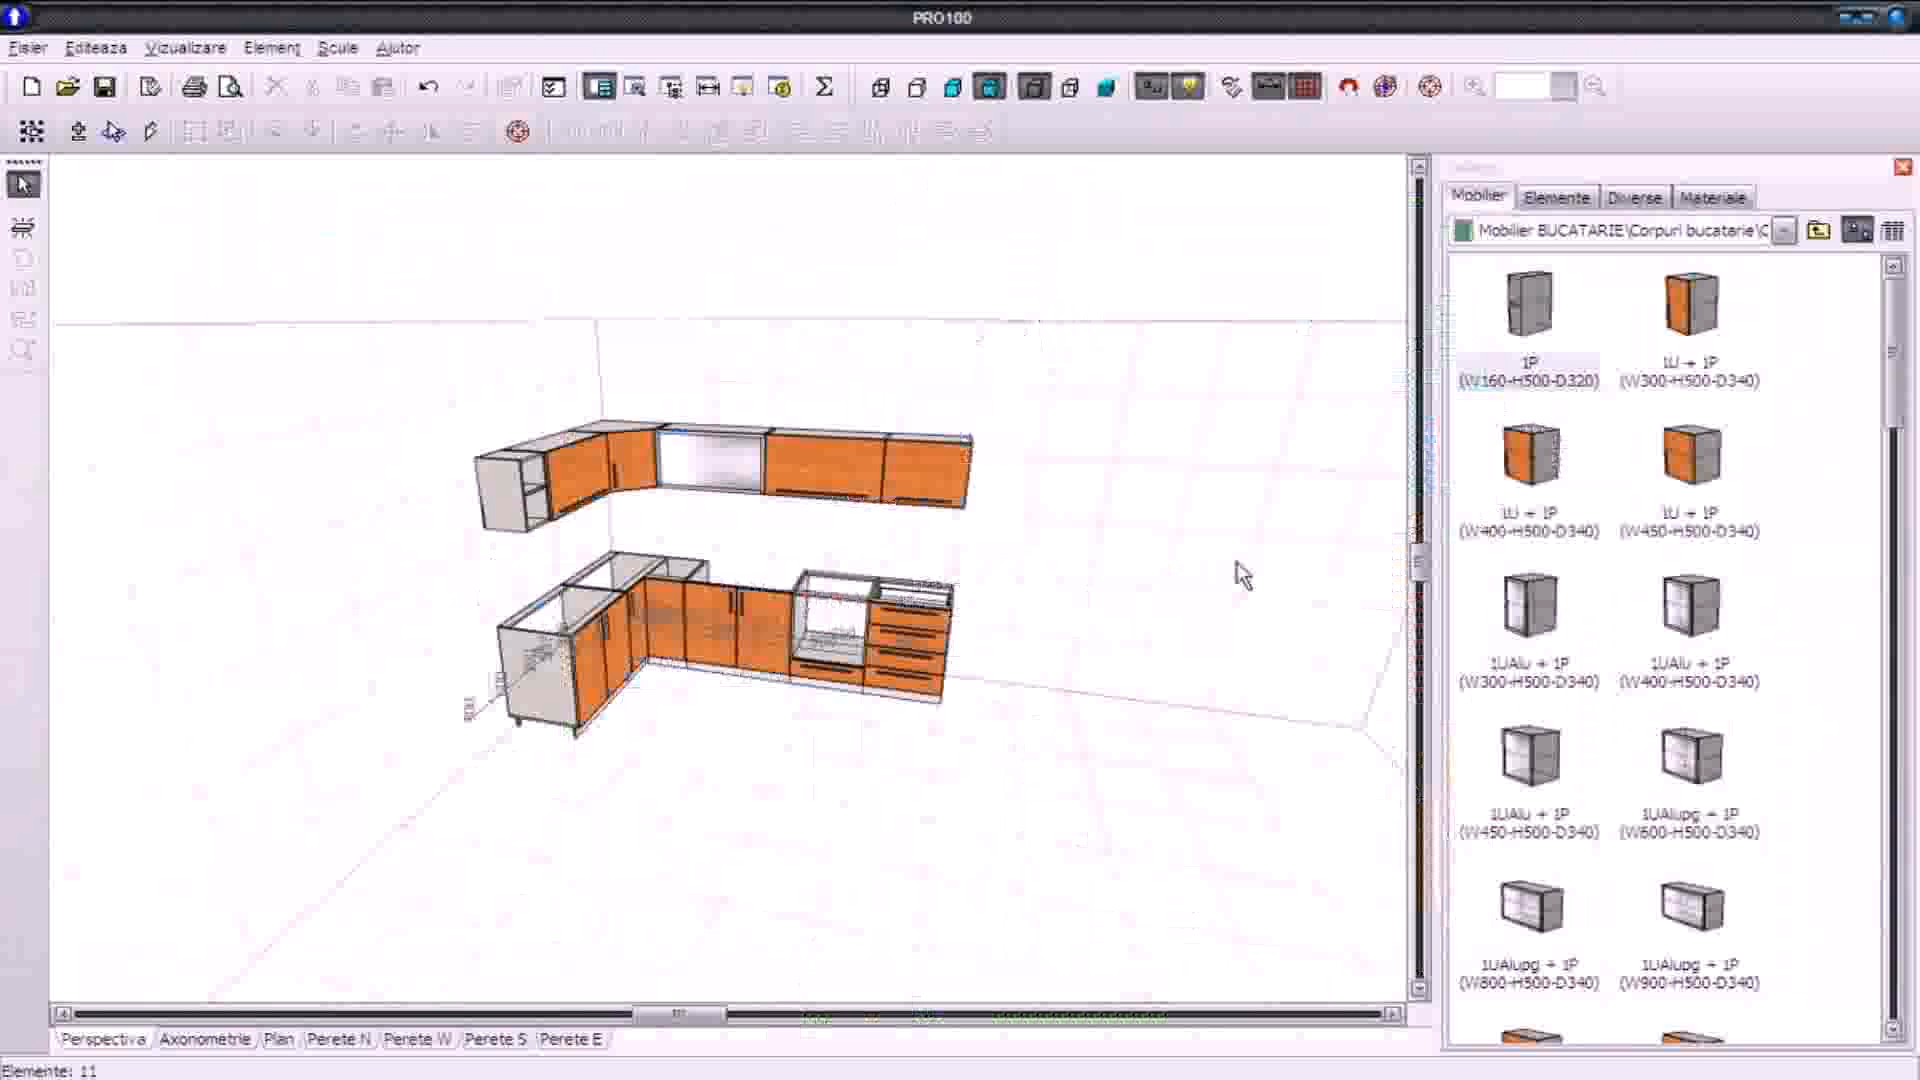 PRO100
Fisier Editeaza Vizualizare Element Scule Ajutor
Mobilier Elemente Diverse Materiale
Mobilier BUCATARIE\Corpuri bucatarie\C
1P
(W160-H500-D320)
1U + 1P
(W300-H500-D340)
1U + 1P
(W400-H500-D340)
1U + 1P
(W450-H500-D340)
1UAlu + 1P
(W300-H500-D340)
1UAlu + 1P
(W400-H500-D340)
1UAlu + 1P
(W450-H500-D340)
1UAlupg + 1P
(W600-H500-D340)
1UAlupg + 1P
(W800-H500-D340)
1UAlupg + 1P
(W900-H500-D340)
Perspectiva Axonometrie Plan Perete N Perete W Perete S Perete E
Elemente: 11